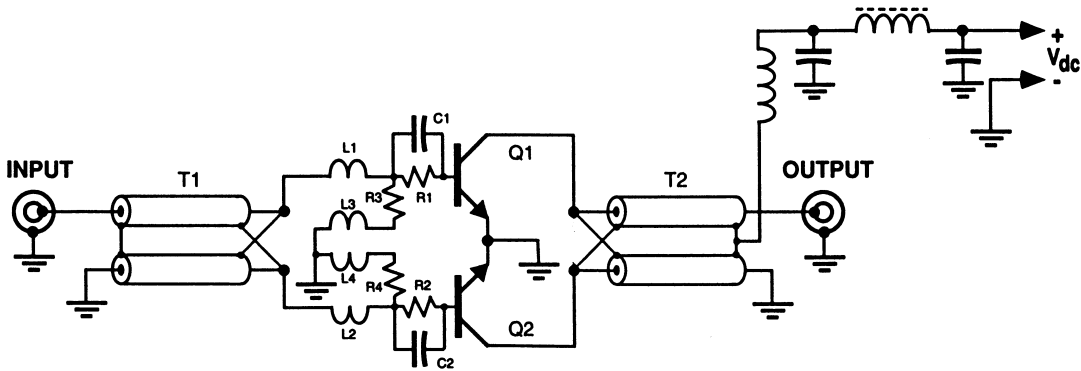 +
Vdc
-
C1
L1
Q1
INPUT
T1
R3
R1
T2
OUTPUT
L3
L4
R4
R2
L2
Q2
C2